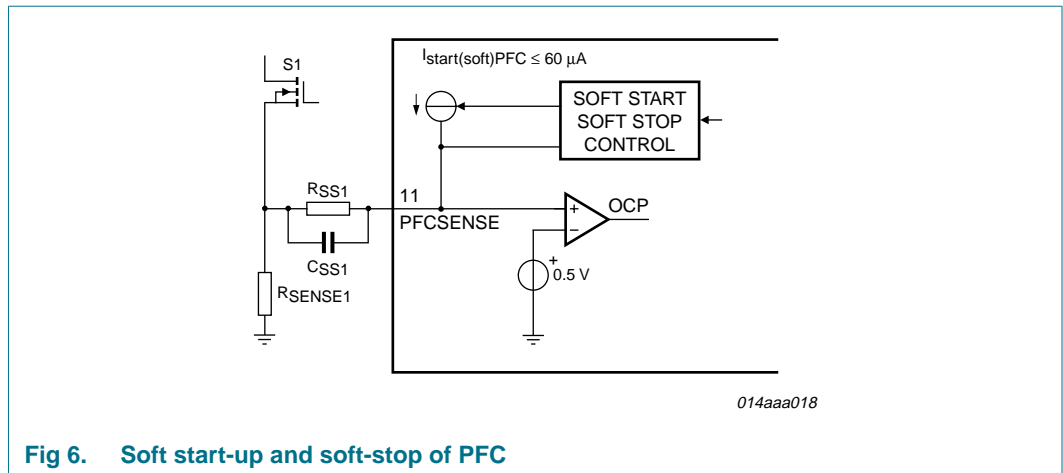 Istart(soft)PFC ≤ 60 μA
S1
SOFT START
SOFT STOP
CONTROL
RSS1
11
PFCSENSE
CSS1
+
−
OCP
+
0.5 V
RSENSE1
014aaa018
Fig 6. Soft start-up and soft-stop of PFC